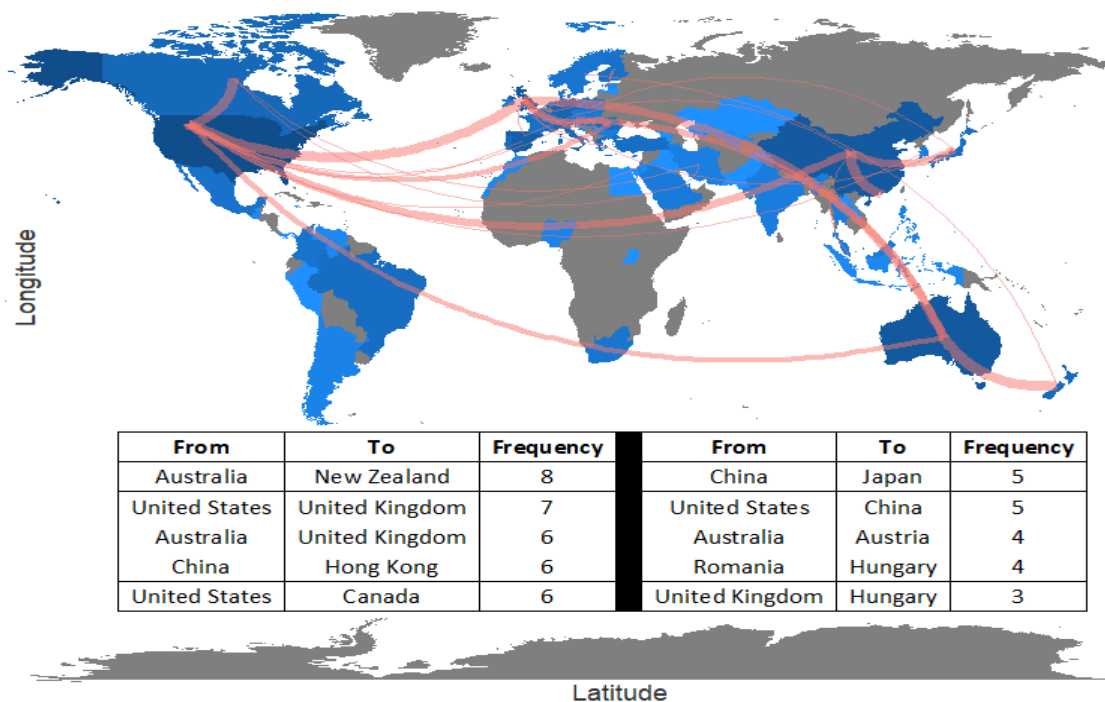 Longitude
From To Frequency From To Frequency
Australia New Zealand 8 China Japan 5
United States United Kingdom 7 United States China 5
Australia United Kingdom 6 Australia Austria 4
China Hong Kong 6 Romania Hungary 4
United States Canada 6 United Kingdom Hungary 3
Latitude